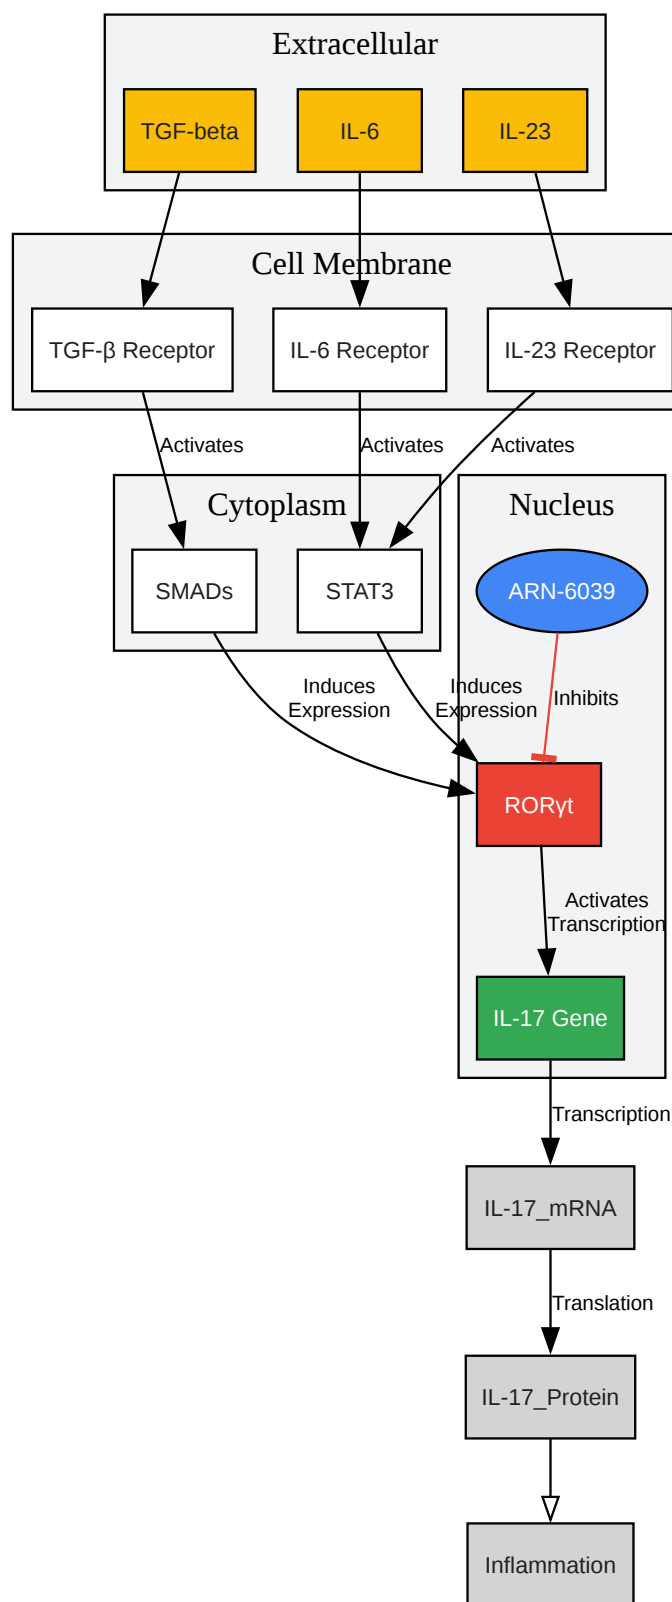 Extracellular
TGF-beta
IL-6
IL-23
Cell Membrane
TGF-β Receptor
IL-6 Receptor
IL-23 Receptor
Activates
Activates
Activates
Cytoplasm
Nucleus
SMADs
STAT3
ARN-6039
Induces
Expression
Induces
Expression
Inhibits
RORγt
Activates
Transcription
IL-17 Gene
Transcription
IL-17_mRNA
Translation
IL-17_Protein
Inflammation